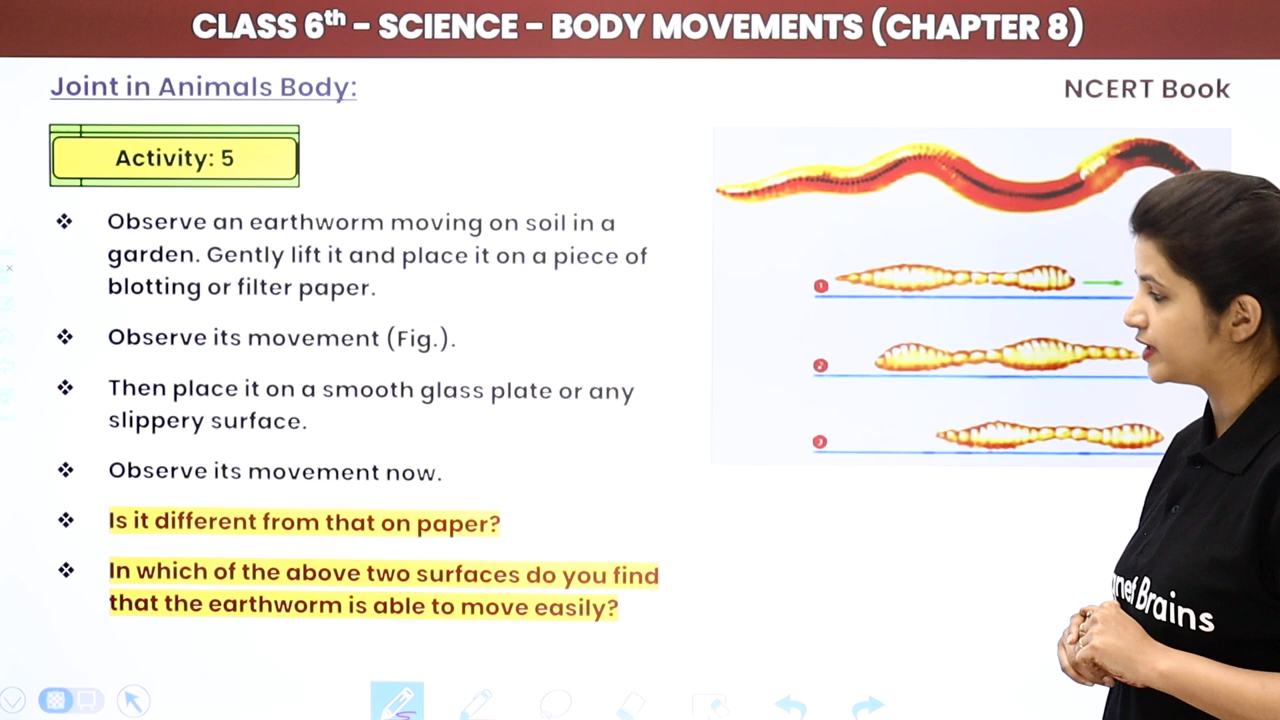 CLASS 6th - SCIENCE - BODY MOVEMENTS (CHAPTER 8)
Joint in Animals Body:
NCERT Book
Activity: 5
❖ Observe an earthworm moving on soil in a
garden. Gently lift it and place it on a piece of
blotting or filter paper.
❖ Observe its movement (Fig.).
❖ Then place it on a smooth glass plate or any
slippery surface.
❖ Observe its movement now.
❖ Is it different from that on paper?
❖ In which of the above two surfaces do you find
that the earthworm is able to move easily?
1
2
3
Brains